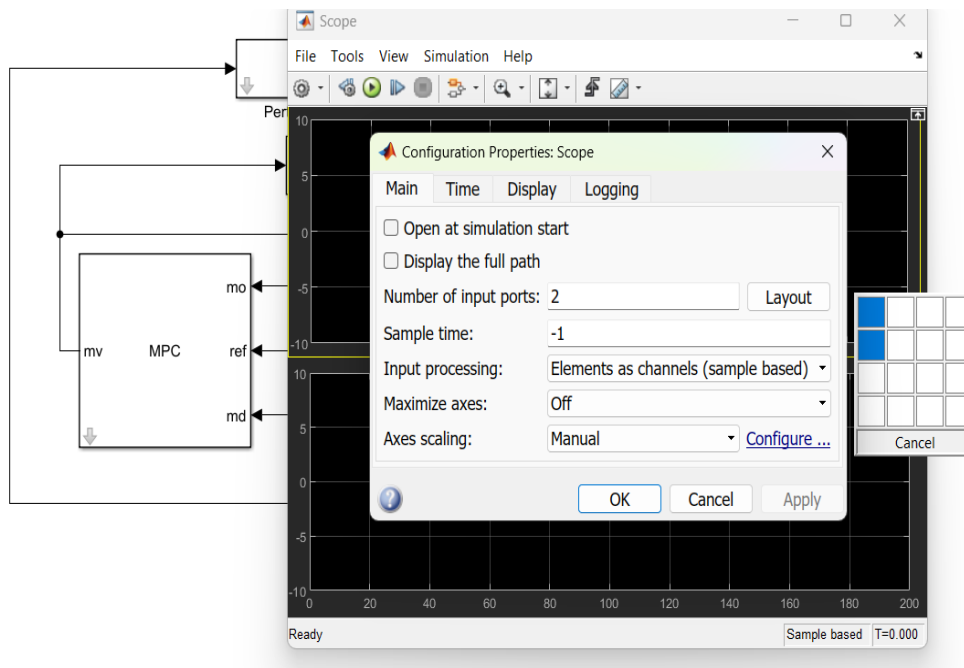 Scope
File Tools View Simulation Help
Per
10
5
0
-5
-10
10
5
0
-5
-10
0 20 40 60 80 100 120 140 160 180 200
Ready
Sample based T=0.000
mo
mv MPC ref
md
Configuration Properties: Scope
Main Time Display Logging
Open at simulation start
Display the full path
Number of input ports: 2 Layout
Sample time: -1
Input processing: Elements as channels (sample based)
Maximize axes: Off
Axes scaling: Manual Configure ...
OK Cancel Apply
Cancel